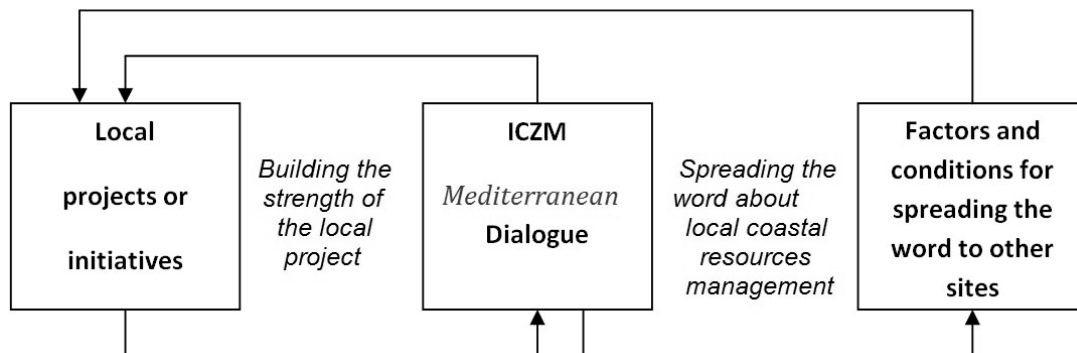 Local
projects or
initiatives
Building the
strength of
the local
project
ICZM
Mediterranean
Dialogue
Spreading the
word about
local coastal
resources
management
Factors and
conditions for
spreading the
word to other
sites